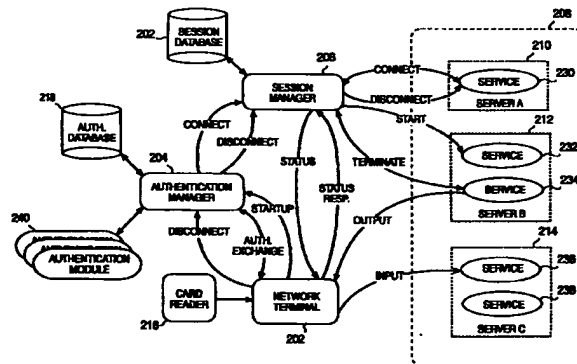 202
SESSION
DATABASE
206
SESSION
MANAGER
208
210
CONNECT
SERVICE
230
DISCONNECT
SERVER A
START
212
218
AUTH.
DATABASE
CONNECT
DISCONNECT
204
AUTHENTICATION
MANAGER
STATUS
STATUS
RESP.
TERMINATE
SERVICE
232
SERVICE
234
SERVER B
240
AUTHENTICATION MODULE
DISCONNECT
STARTUP
AUTH.
EXCHANGE
OUTPUT
INPUT
214
SERVICE
236
SERVICE
238
SERVER C
CARD
READER
216
NETWORK
TERMINAL
202